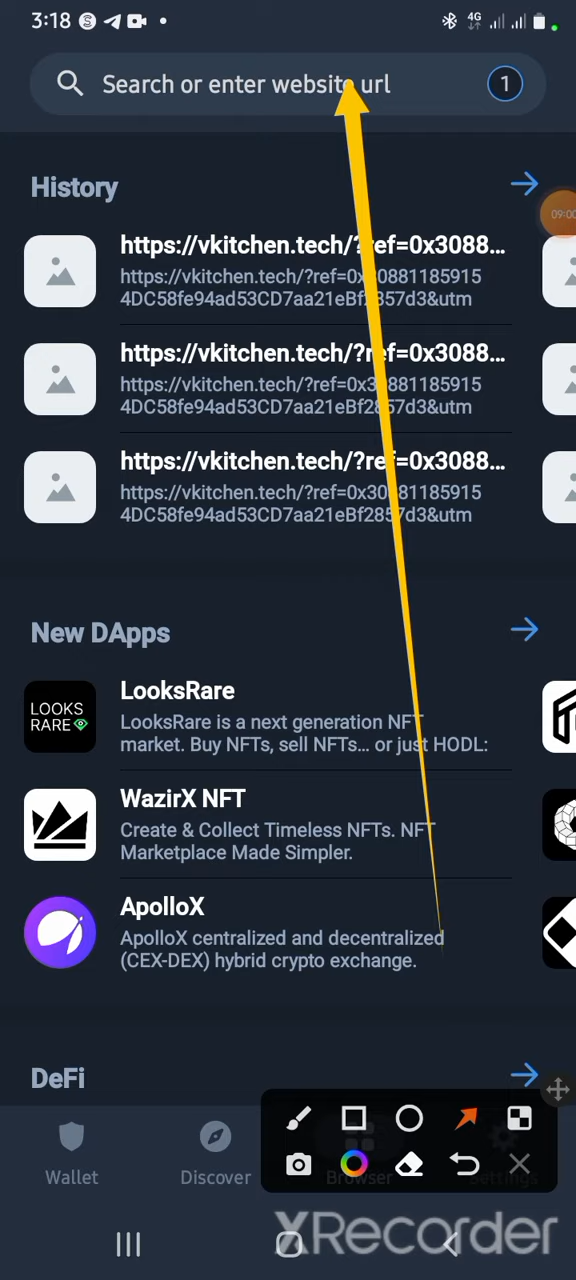 3:18
4G
Search or enter website url
1
History
09:00
https://vkitchen.tech/?ref=0x3088...
https://vkitchen.tech/?ref=0x30881185915
4DC58fe94ad53CD7aa21eBf2857d3&utm
https://vkitchen.tech/?ref=0x3088...
https://vkitchen.tech/?ref=0x30881185915
4DC58fe94ad53CD7aa21eBf2857d3&utm
https://vkitchen.tech/?ref=0x3088...
https://vkitchen.tech/?ref=0x30881185915
4DC58fe94ad53CD7aa21eBf2857d3&utm
New DApps
LOOKS
RARE
LooksRare
LooksRare is a next generation NFT
market. Buy NFTs, sell NFTs... or just HODL:
WazirX NFT
Create & Collect Timeless NFTs. NFT
Marketplace Made Simpler.
ApolloX
ApolloX centralized and decentralized
(CEX-DEX) hybrid crypto exchange.
DeFi
Wallet
Discover
Browser
Settings
XRecorder